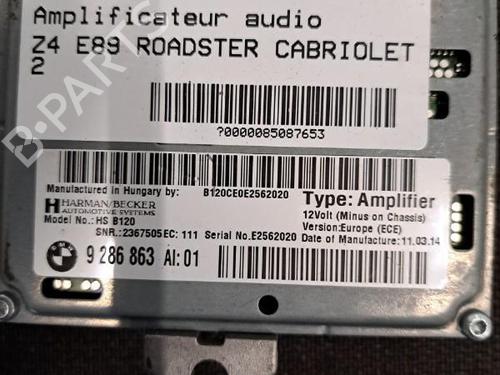 Amplificateur audio
Z4 E89 ROADSTER CABRIOLET
2
?0000085087653
B-PARTS
Manufactured in Hungary by:
B120CE0E2562020
HARMAN/BECKER
AUTOMOTIVE SYSTEMS
Model No.: HS B120
SNR.:2367505 EC: 111 Serial No.E2562020
Type: Amplifier
12Volt (Minus on Chassis)
Version:Europe (ECE)
Date of Manufacture: 11.03.14
BMW
9 286 863 AI:01